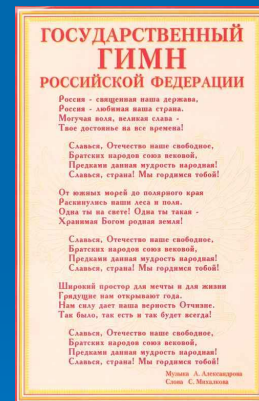 ГОСУДАРСТВЕННЫЙ
ГИМН
РОССИЙСКОЙ ФЕДЕРАЦИИ
Россия - священная наша держава,
Россия - любимая наша страна.
Могучая воля, великая слава -
Твое достоянье на все времена!
Славься, Отечество наше свободное,
Братских народов союз вековой,
Предками данная мудрость народная!
Славься, страна! Мы гордимся тобой!
От южных морей до полярного края
Раскинулись наши леса и поля.
Одна ты на свете! Одна ты такая -
Хранимая Богом родная земля!
Славься, Отечество наше свободное,
Братских народов союз вековой,
Предками данная мудрость народная!
Славься, страна! Мы гордимся тобой!
Широкий простор для мечты и для жизни
Грядущие нам открывают года.
Нам силу дает наша верность Отчизне.
Так было, так есть и так будет всегда!
Славься, Отечество наше свободное,
Братских народов союз вековой,
Предками данная мудрость народная!
Славься, страна! Мы гордимся тобой!
Музыка А. Александрова
Слова С. Михалкова